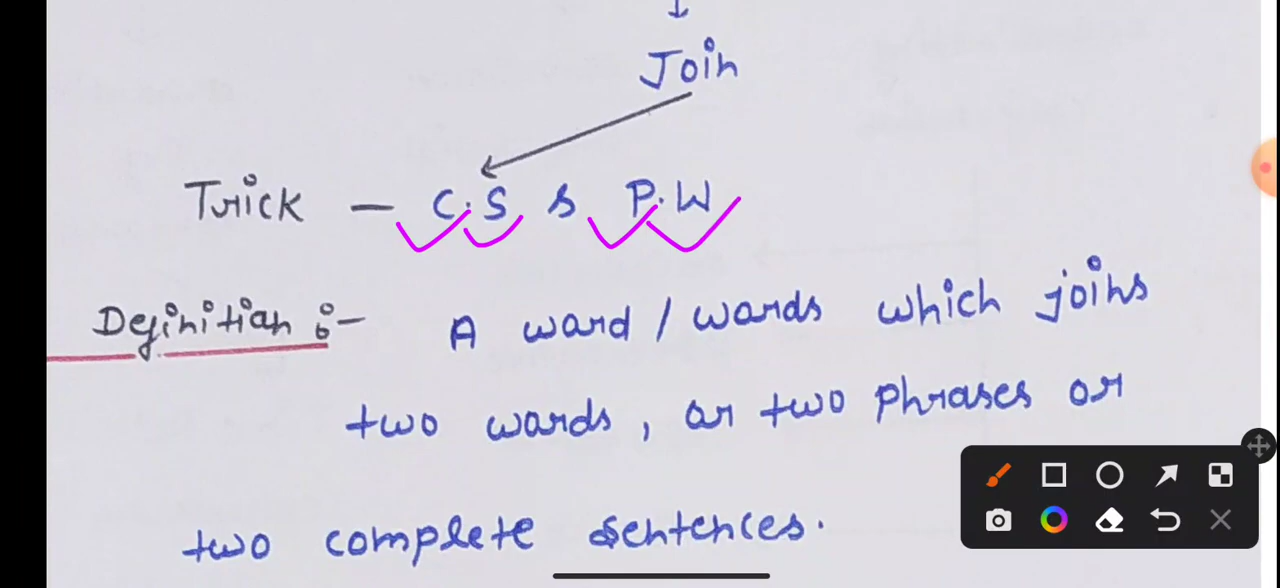 Join
Trick - C.S & P.W
Definition :- A word / words which joins
two words, or two phrases or
two complete sentences.